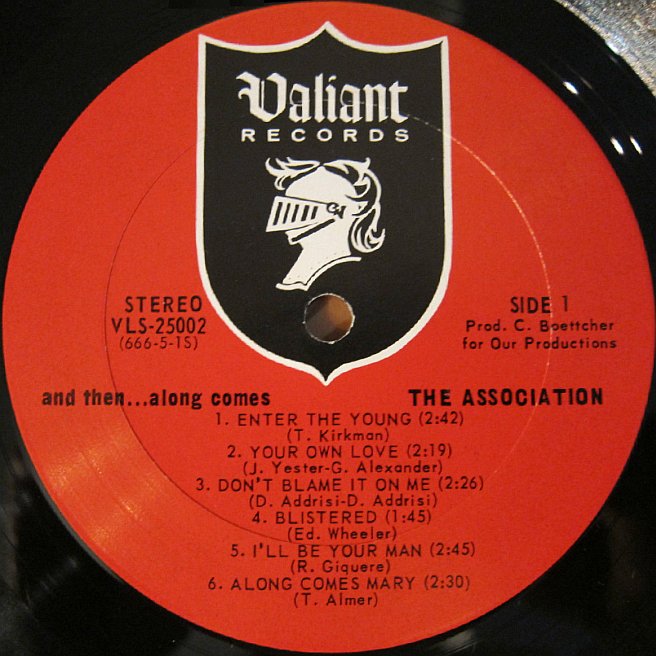 Valiant
RECORDS
STEREO
VLS-25002
(666-5-1S)
SIDE 1
Prod. C. Boettcher
for Our Productions
and then...along comes THE ASSOCIATION
1. ENTER THE YOUNG (2:42)
(T. Kirkman)
2. YOUR OWN LOVE (2:19)
(J. Yester-G. Alexander)
3. DON'T BLAME IT ON ME (2:26)
(D. Addrisi-D. Addrisi)
4. BLISTERED (1:45)
(Ed. Wheeler)
5. I'LL BE YOUR MAN (2:45)
(R. Giquere)
6. ALONG COMES MARY (2:30)
(T. Almer)